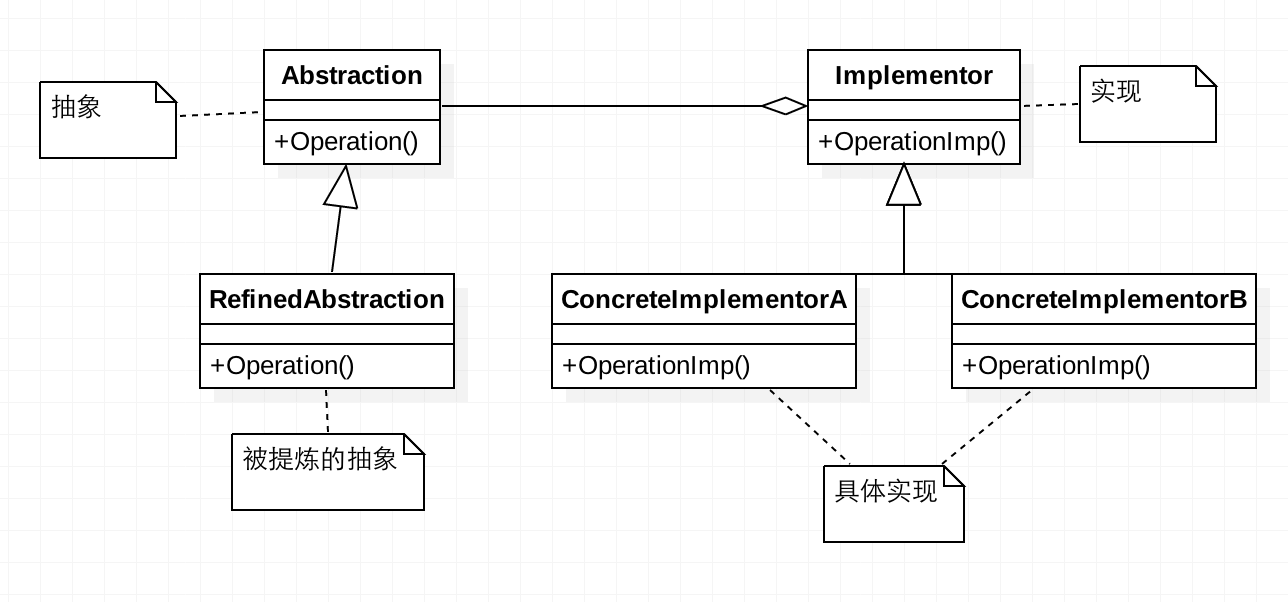 Abstraction
+Operation()
抽象
Implementor
+OperationImp()
实现
RefinedAbstraction
+Operation()
被提炼的抽象
ConcreteImplementorA
+OperationImp()
ConcreteImplementorB
+OperationImp()
具体实现